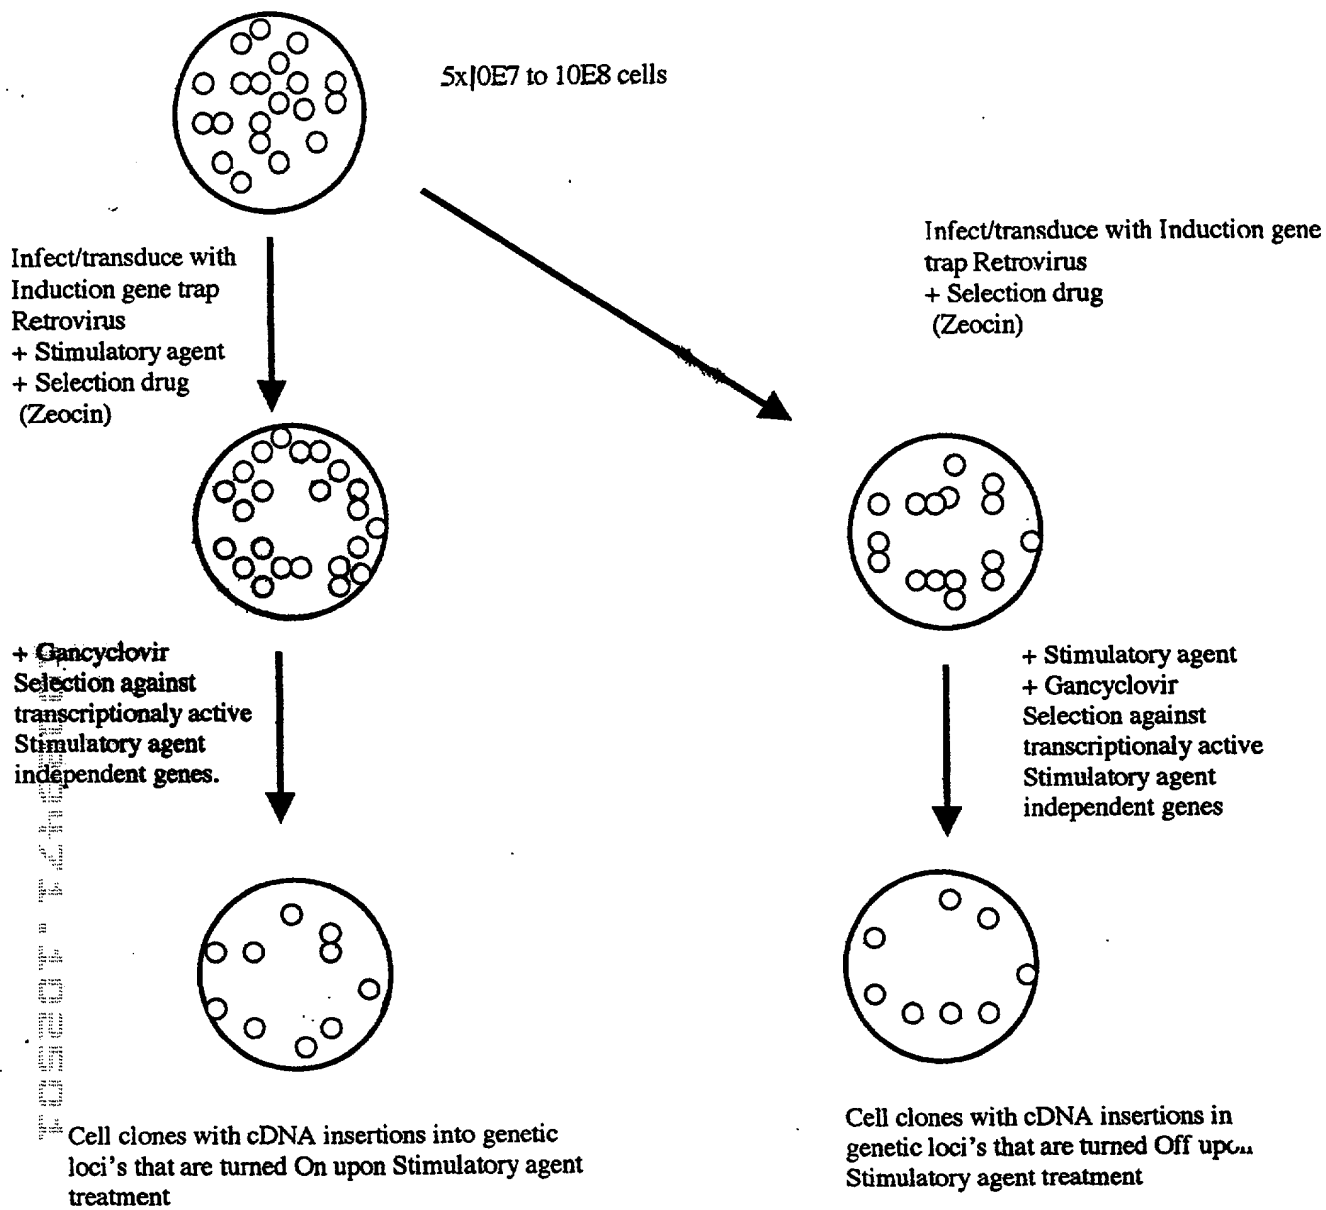 5x|0E7 to 10E8 cells
Infect/transduce with
Induction gene trap
Retrovirus
+ Stimulatory agent
+ Selection drug
(Zeocin)
Infect/transduce with Induction gene
trap Retrovirus
+ Selection drug
(Zeocin)
+ Gancyclovir
Selection against
transcriptionaly active
Stimulatory agent
independent genes.
+ Stimulatory agent
+ Gancyclovir
Selection against
transcriptionaly active
Stimulatory agent
independent genes
Cell clones with cDNA insertions into genetic
loci's that are turned On upon Stimulatory agent
treatment
Cell clones with cDNA insertions in
genetic loci's that are turned Off upon
Stimulatory agent treatment